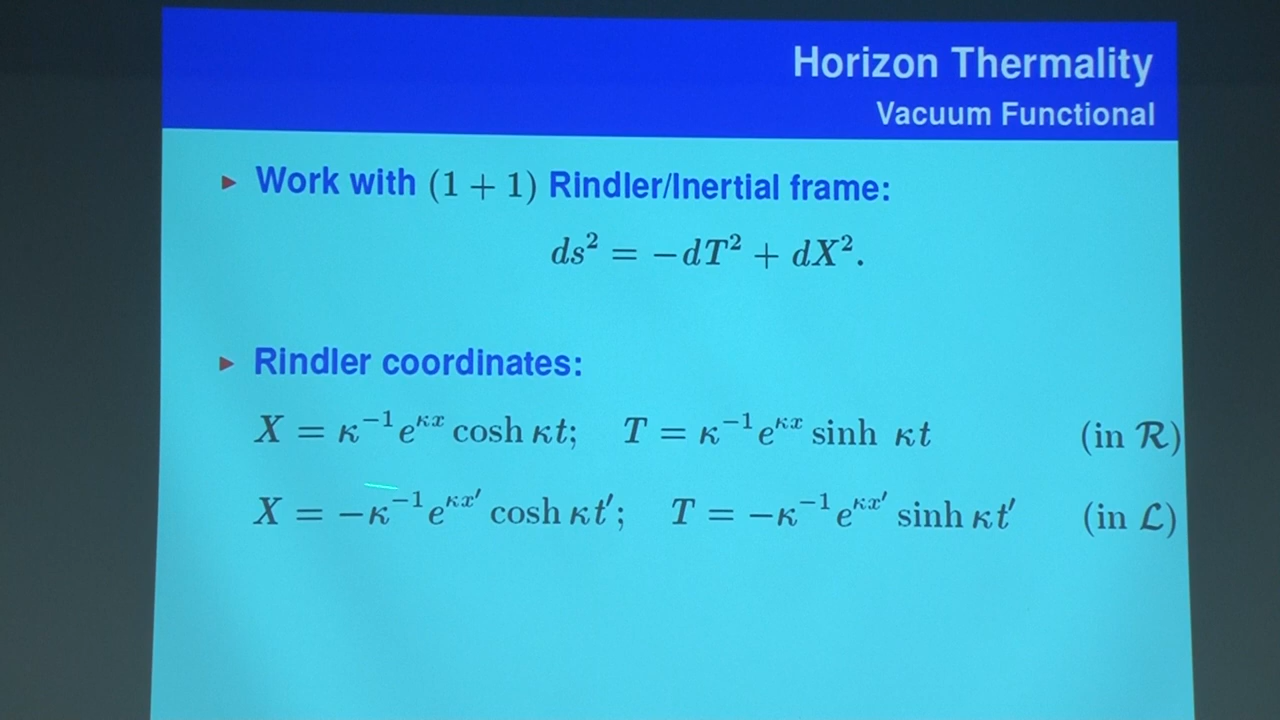 Horizon Thermality
Vacuum Functional
▶ Work with (1 + 1) Rindler/Inertial frame:
ds² = −dT² + dX².
▶ Rindler coordinates:
X = κ⁻¹e^{κx} cosh κt; T = κ⁻¹e^{κx} sinh κt (in ℛ)
X = −κ⁻¹e^{κx′} cosh κt′; T = −κ⁻¹e^{κx′} sinh κt′ (in ℒ)